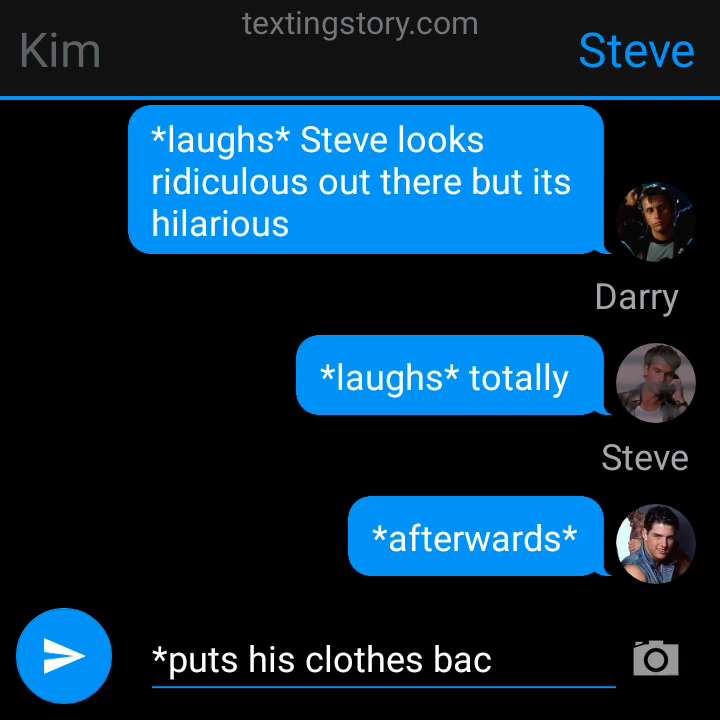 textingstory.com
Kim
Steve
*laughs* Steve looks
ridiculous out there but its
hilarious
Darry
*laughs* totally
Steve
*afterwards*
*puts his clothes bac